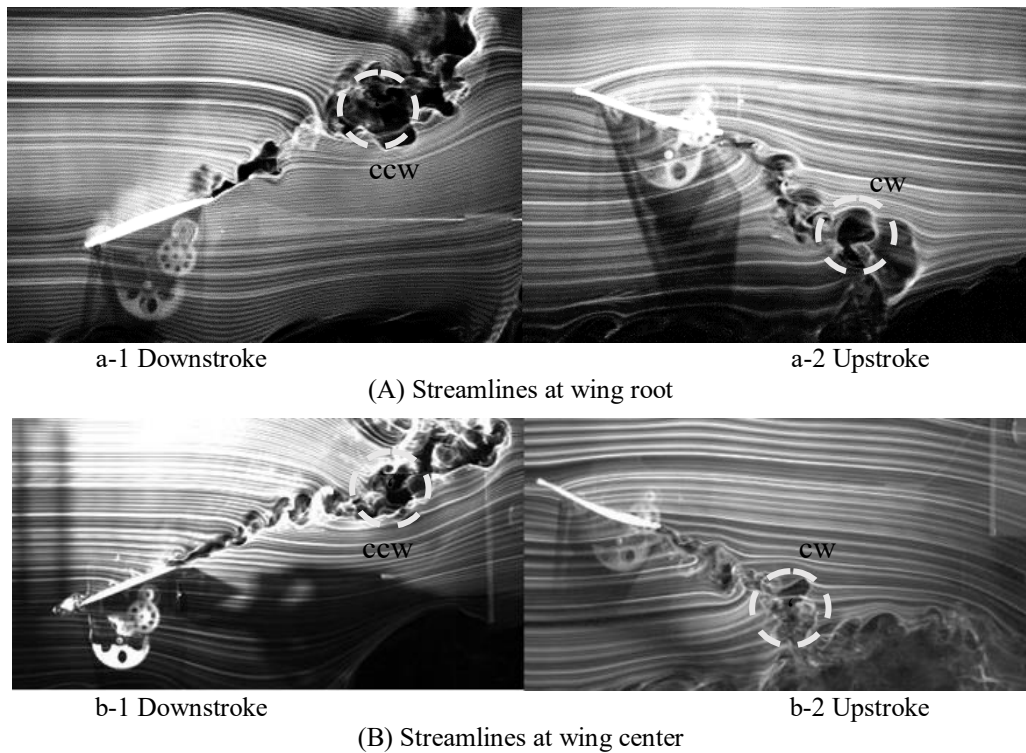 ccw
cw
a-1 Downstroke
a-2 Upstroke
(A) Streamlines at wing root
ccw
cw
b-1 Downstroke
b-2 Upstroke
(B) Streamlines at wing center